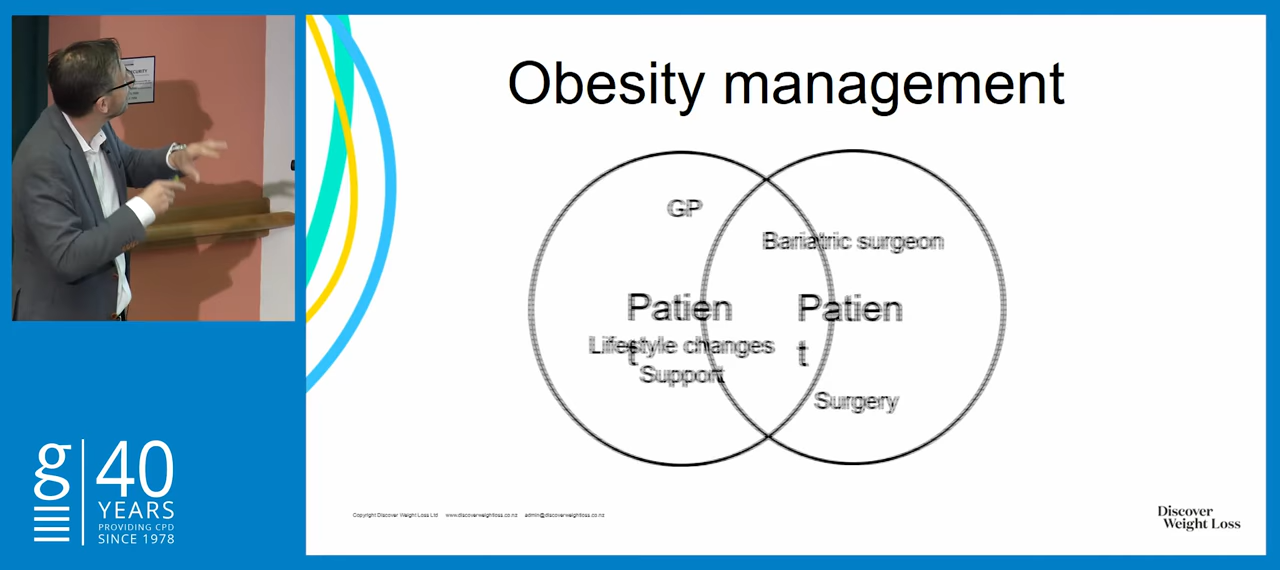 Obesity management
GP
Bariatric surgeon
Patien
t
Patien
t
Lifestyle changes
Support
Surgery
Copyright Discover Weight Loss Ltd www.discoverweightloss.co.nz admin@discoverweightloss.co.nz
Discover
Weight Loss
g
40
YEARS
PROVIDING CPD
SINCE 1978